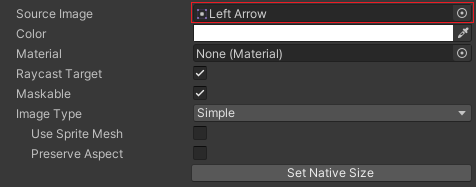 Source Image Left Arrow
Color
Material None (Material)
Raycast Target
Maskable
Image Type Simple
Use Sprite Mesh
Preserve Aspect
Set Native Size